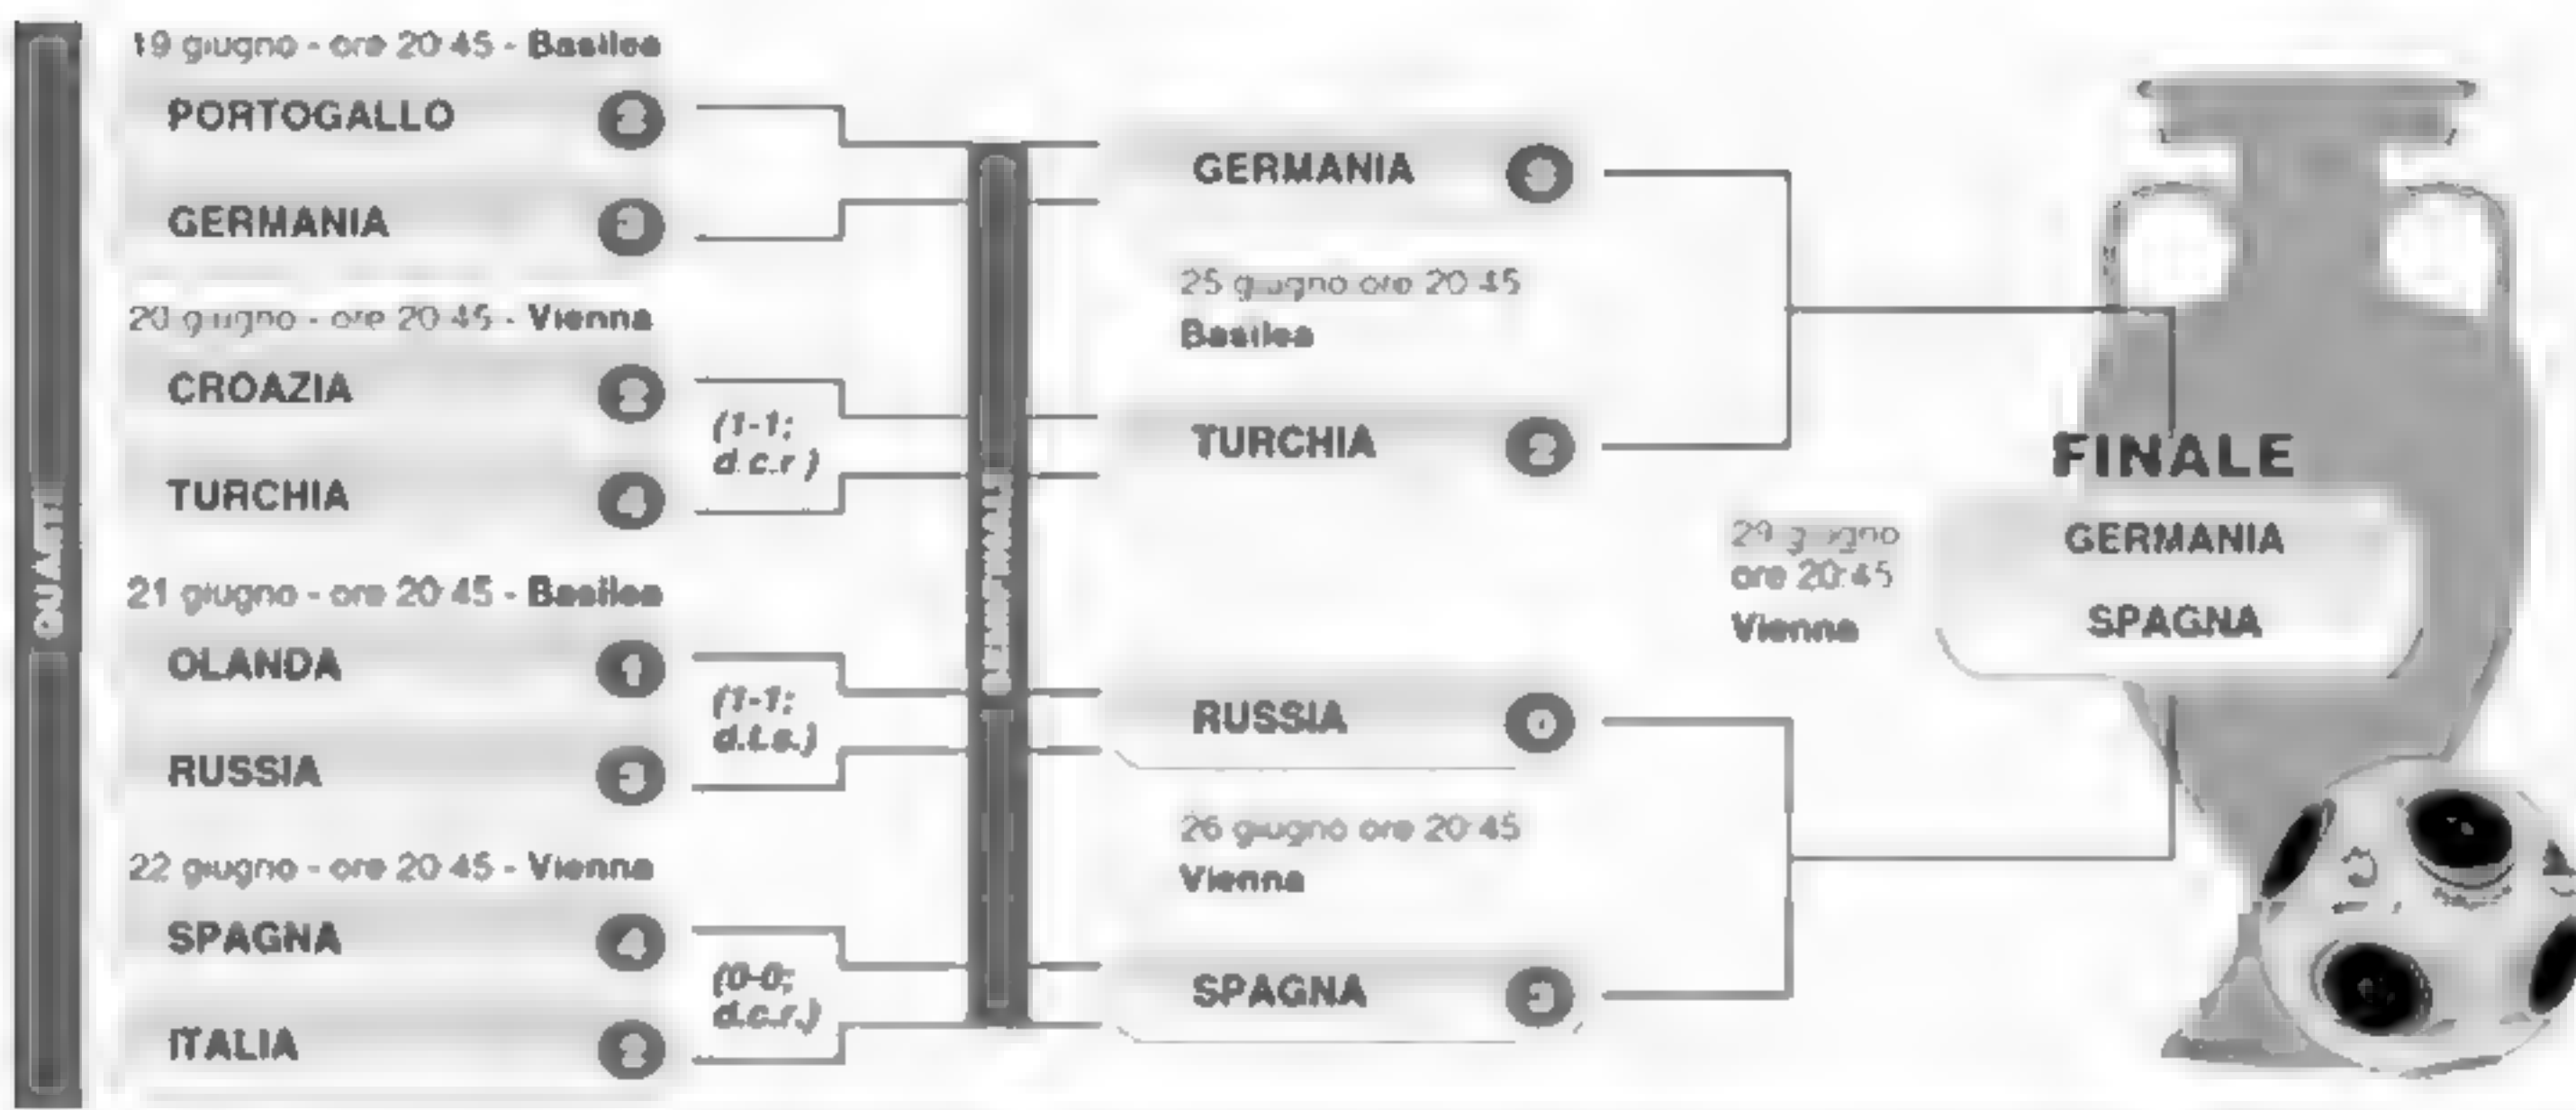 QUARTI
19 giugno - ore 20:45 - Basilea
PORTOGALLO 2
GERMANIA 3
20 giugno - ore 20:45 - Vienna
CROAZIA 2
TURCHIA 4
(1-1;
d.c.r.)
21 giugno - ore 20:45 - Basilea
OLANDA 1
RUSSIA 3
(1-1;
d.t.s.)
22 giugno - ore 20:45 - Vienna
SPAGNA 4
ITALIA 2
(0-0;
d.c.r.)
SEMIFINALI
GERMANIA 3
25 giugno ore 20:45
Basilea
TURCHIA 2
RUSSIA 0
26 giugno ore 20:45
Vienna
SPAGNA 3
FINALE
29 giugno
ore 20:45
Vienna
GERMANIA
SPAGNA